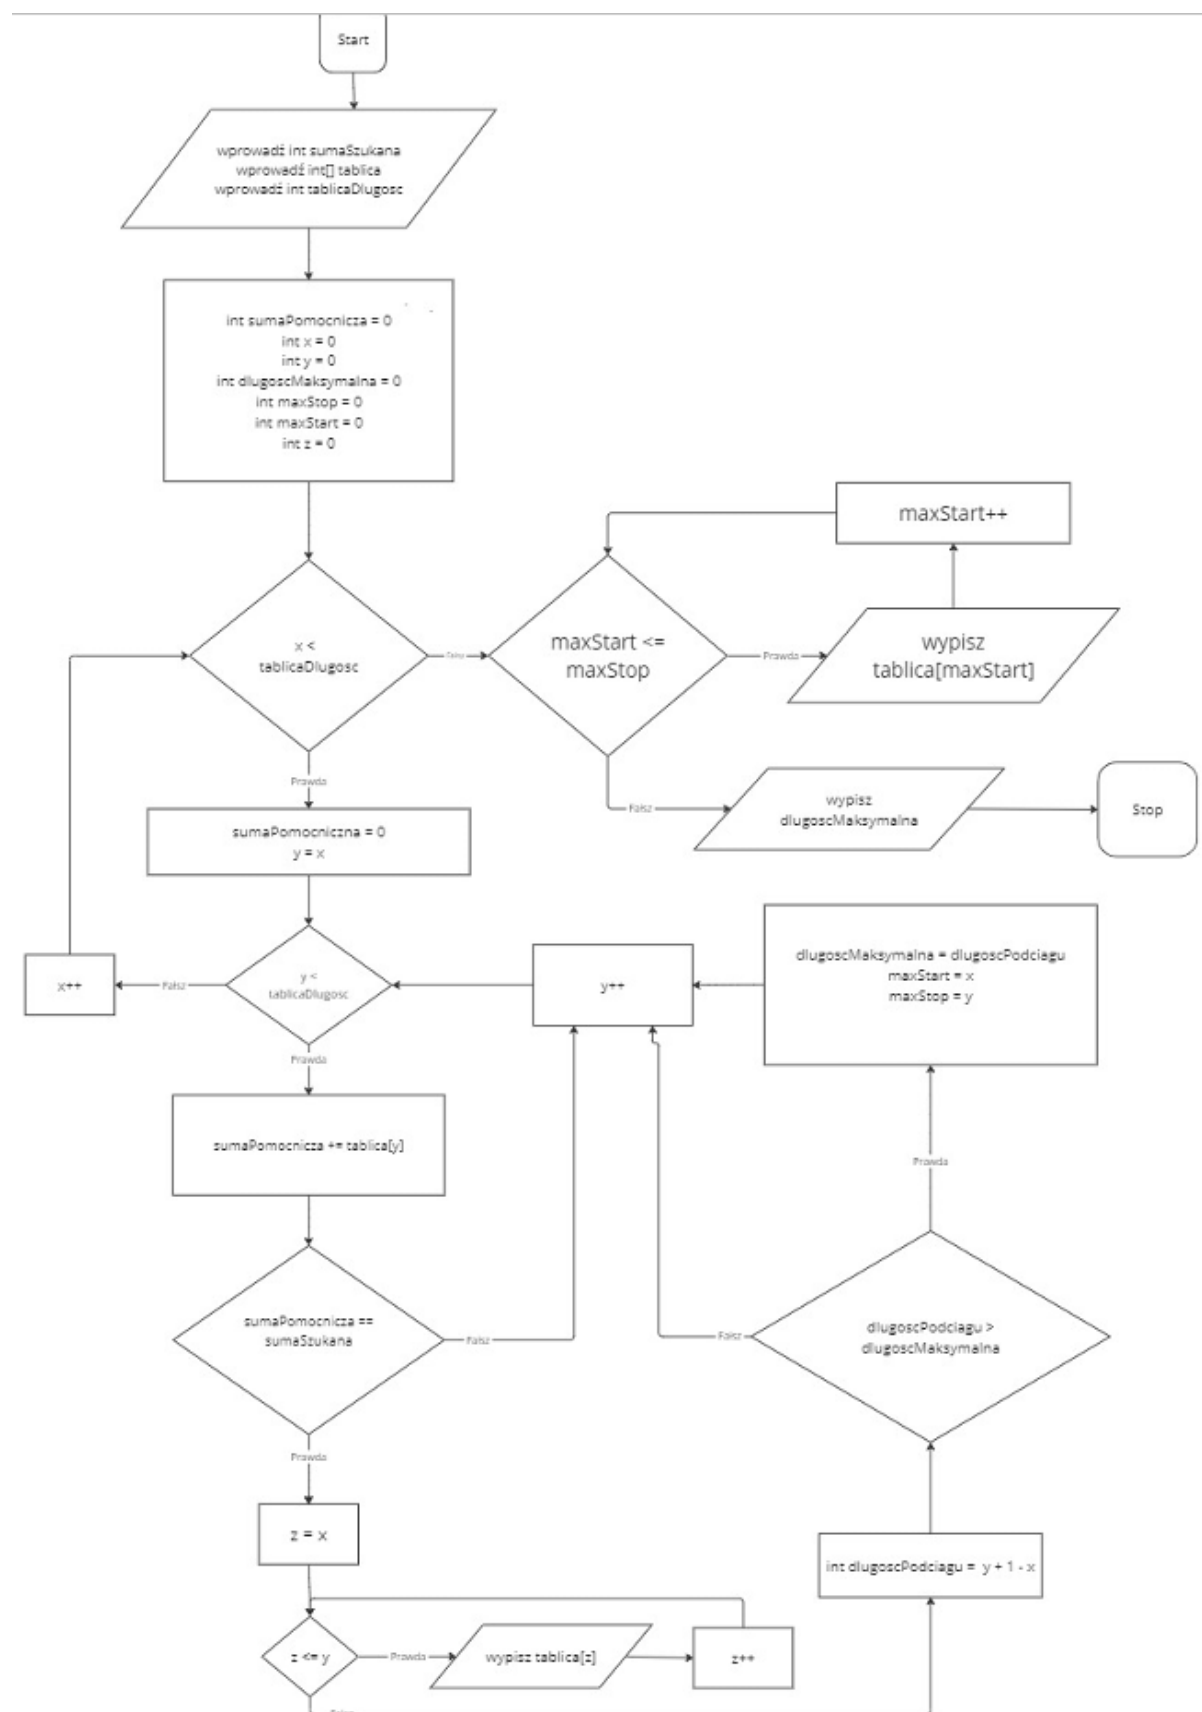 Start
wprowadź int sumaSzukana
wprowadź int[] tablica
wprowadź int tablicaDlugosc
int sumaPomocnicza = 0
int x = 0
int y = 0
int dlugoscMaksymalna = 0
int maxStop = 0
int maxStart = 0
int z = 0
maxStart++
x <
tablicaDlugosc
Fałsz
maxStart <=
maxStop
Prawda
wypisz
tablica[maxStart]
Prawda
Fałsz
wypisz
dlugoscMaksymalna
Stop
sumaPomocniczna = 0
y = x
x++
Fałsz
y <
tablicaDlugosc
y++
dlugoscMaksymalna = dlugoscPodciagu
maxStart = x
maxStop = y
Prawda
sumaPomocnicza += tablica[y]
Prawda
sumaPomocnicza ==
sumaSzukana
Fałsz
Fałsz
dlugoscPodciagu >
dlugoscMaksymalna
Prawda
z = x
int dlugoscPodciagu = y + 1 - x
z <= y
Prawda
wypisz tablica[z]
z++